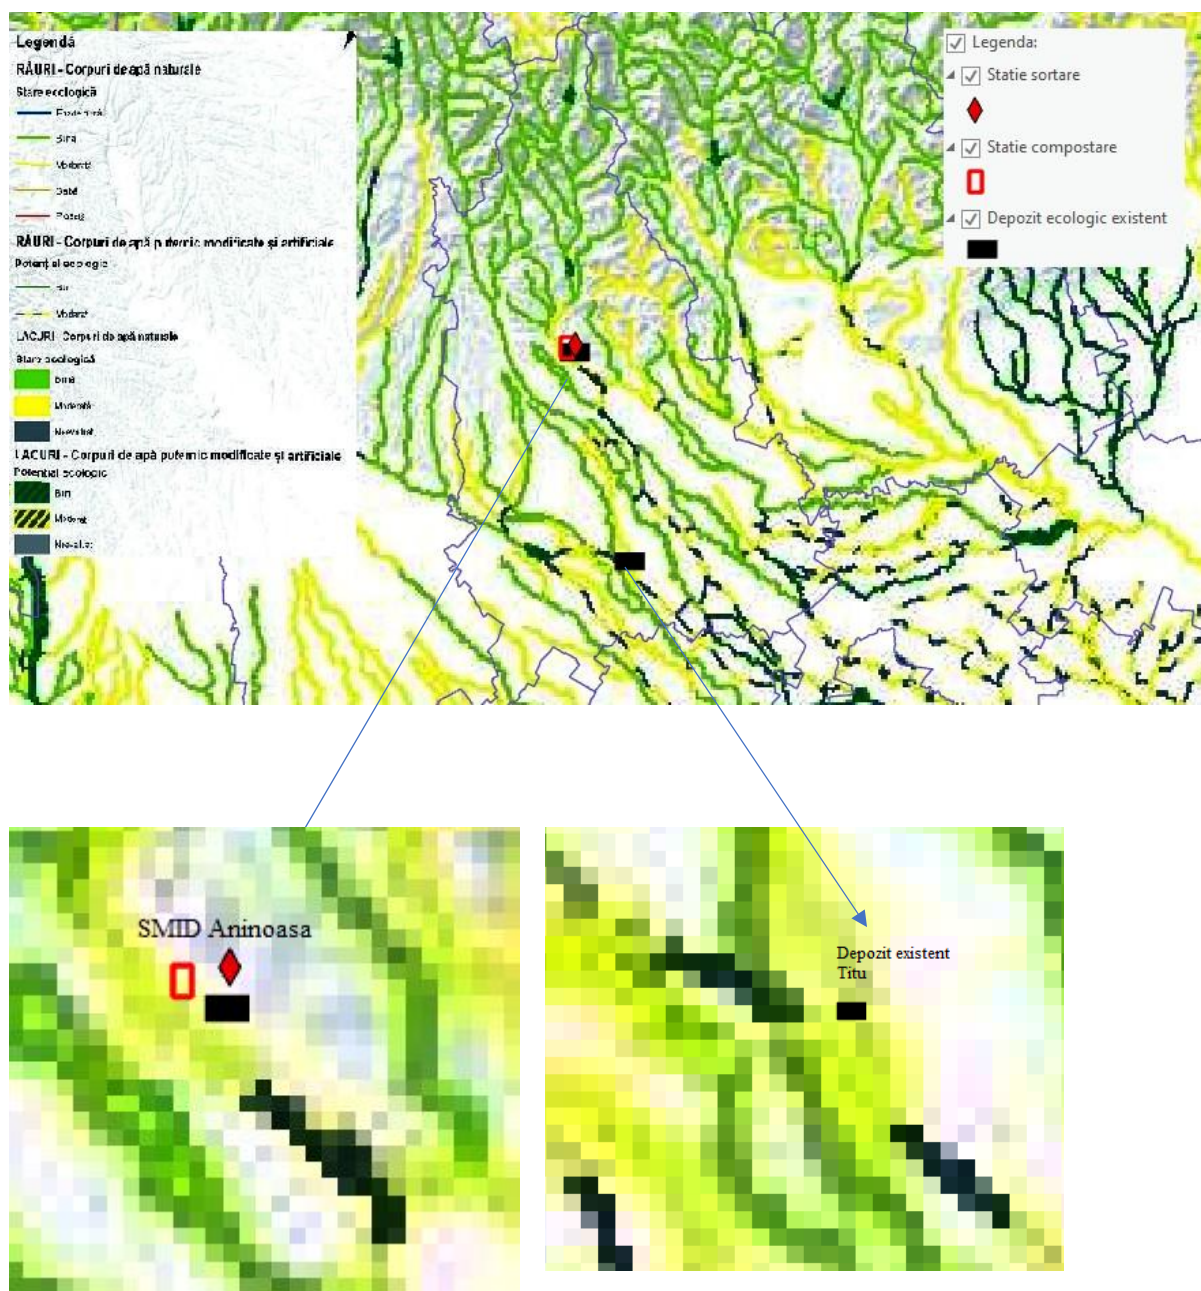 Legendă
RÂURI - Corpuri de apă naturale
Stare ecologică
Bună
Moderată
RÂURI - Corpuri de apă puternic modificate și artificiale
Potențial ecologic
Bun
Moderat
LACURI - Corpuri de apă naturale
Stare ecologică
Bună
Moderată
Neevaluat
LACURI - Corpuri de apă puternic modificate și artificiale
Potențial ecologic
Bun
Moderat
Legenda:
Statie sortare
Statie compostare
Depozit ecologic existent
SMID Aninoasa
Depozit existent
Titu